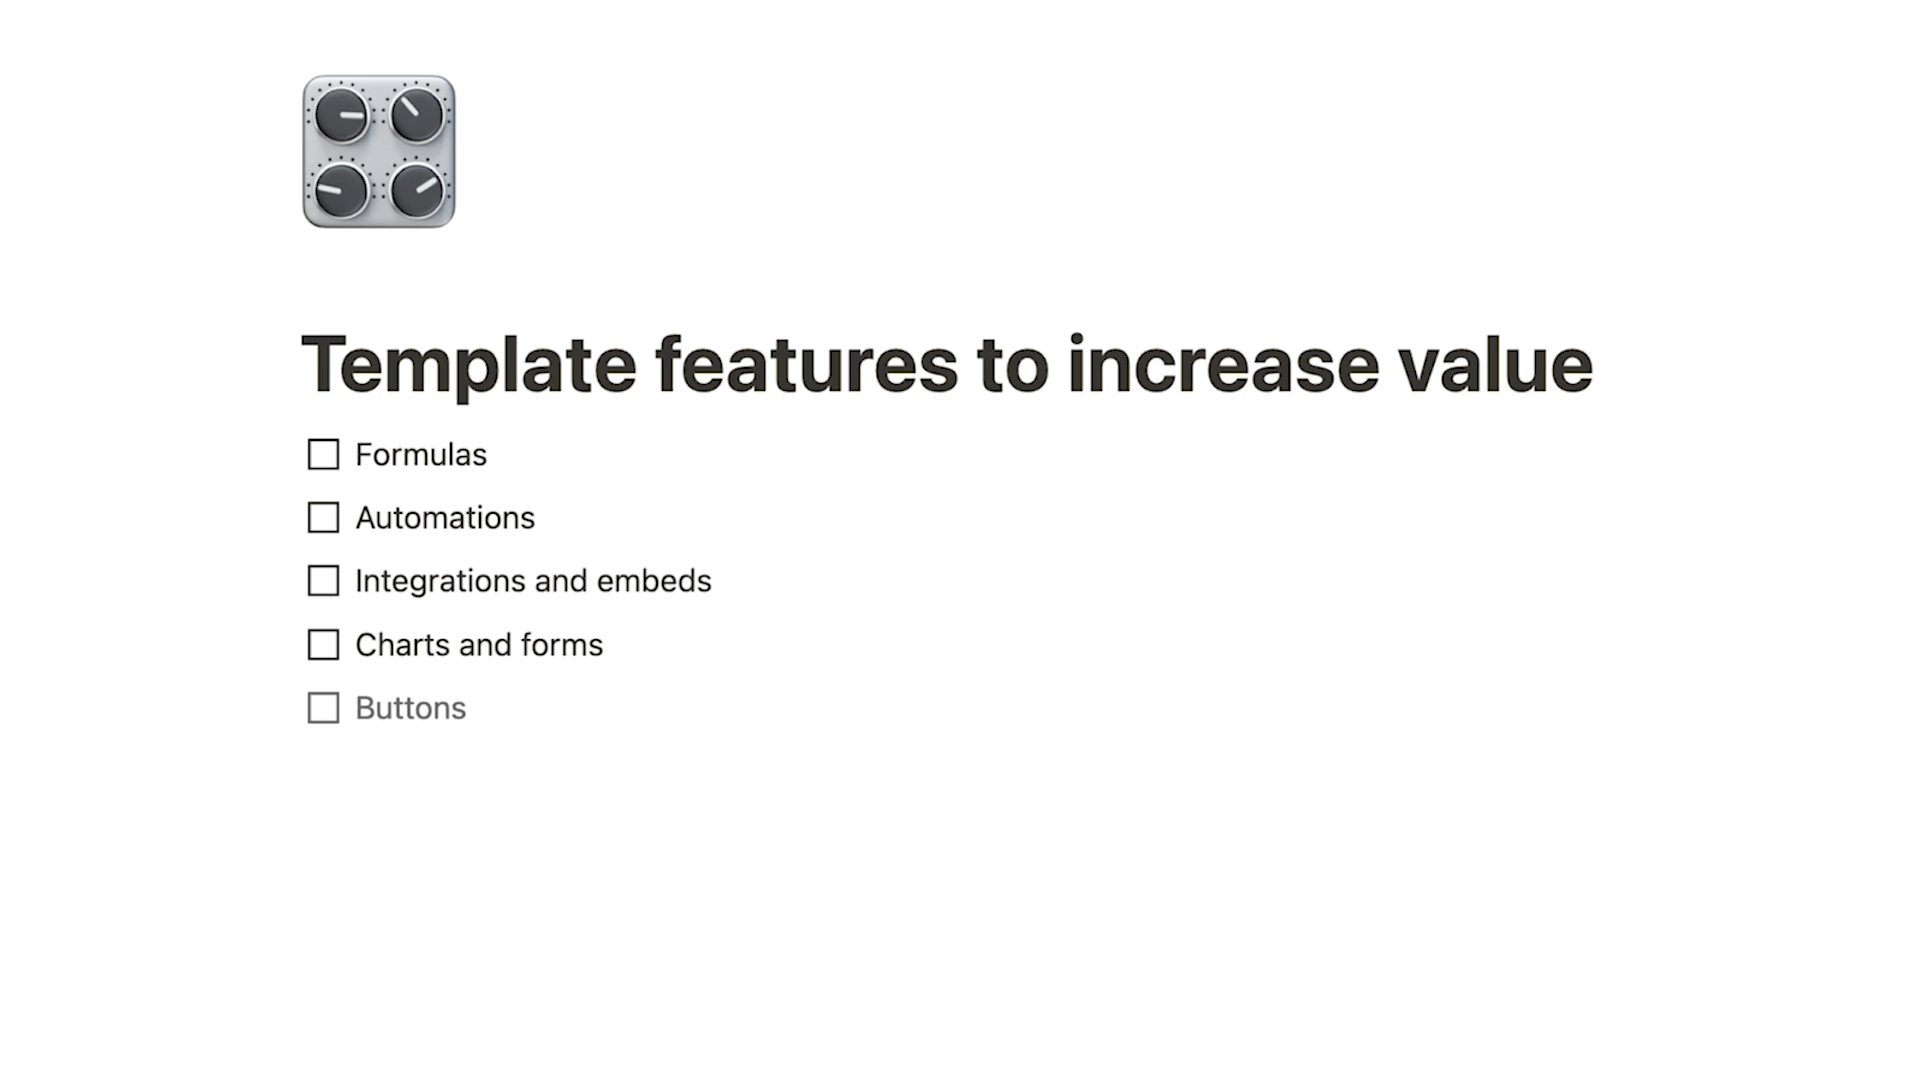 Template features to increase value
Formulas
Automations
Integrations and embeds
Charts and forms
Buttons